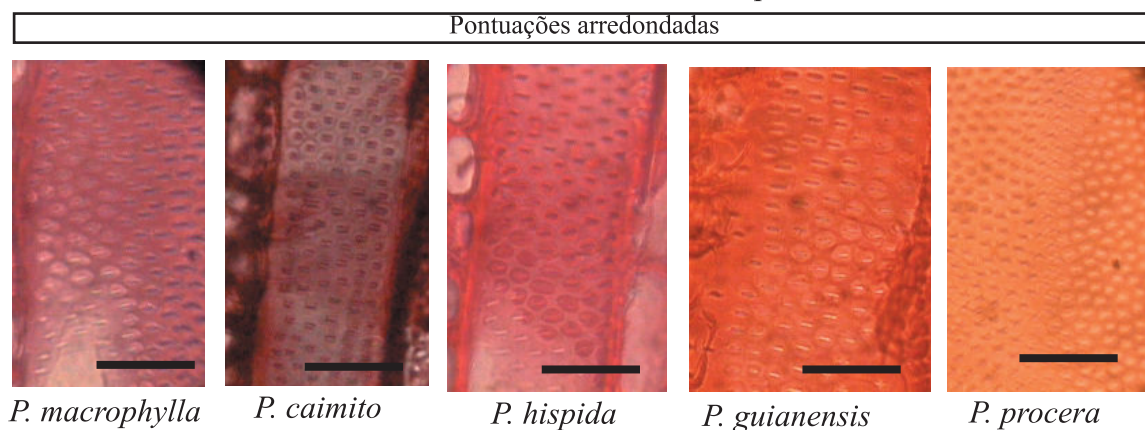 Pontuações arredondadas
P. macrophylla P. caimito P. hispida P. guianensis P. procera